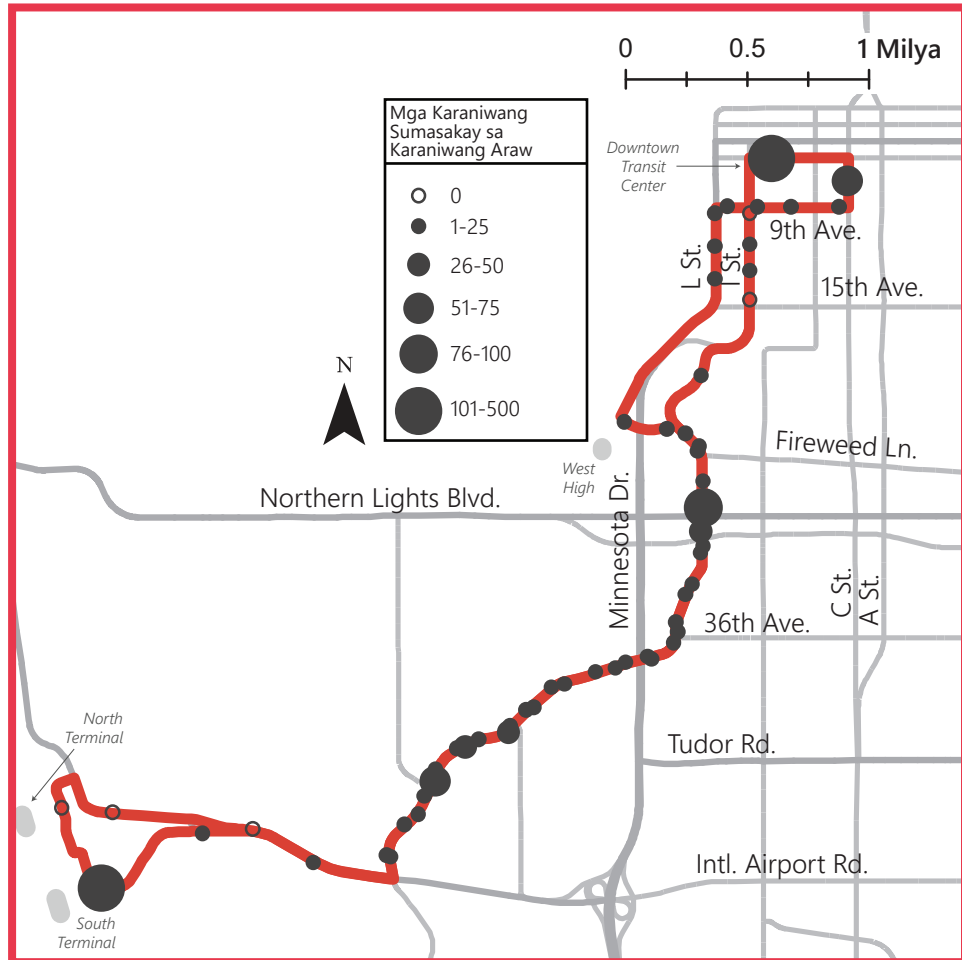 0
0.5
1 Milya
Mga Karaniwang
Sumasakay sa
Karaniwang Araw
0
1-25
26-50
51-75
76-100
101-500
N
Downtown
Transit
Center
9th Ave.
L St.
I St.
15th Ave.
Fireweed Ln.
West
High
Northern Lights Blvd.
Minnesota Dr.
C St.
A St.
36th Ave.
North
Terminal
Tudor Rd.
Intl. Airport Rd.
South
Terminal